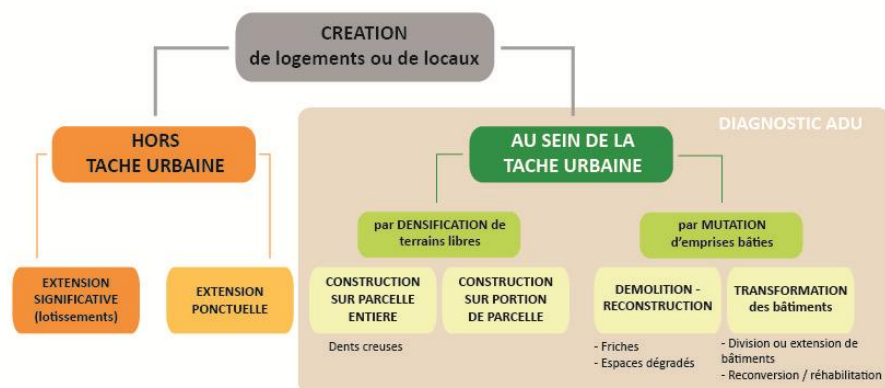 CREATION
de logements ou de locaux
DIAGNOSTIC ADU
HORS
TACHE URBAINE
AU SEIN DE LA
TACHE URBAINE
par DENSIFICATION de
terrains libres
par MUTATION
d'emprises bâties
EXTENSION
SIGNIFICATIVE
(lotissements)
EXTENSION
PONCTUELLE
CONSTRUCTION
SUR PARCELLE
ENTIERE
CONSTRUCTION
SUR PORTION
DE PARCELLE
DEMOLITION -
RECONSTRUCTION
TRANSFORMATION
des bâtiments
Dents creuses
- Friches
- Espaces dégradés
- Division ou extension de
bâtiments
- Reconversion / réhabilitation